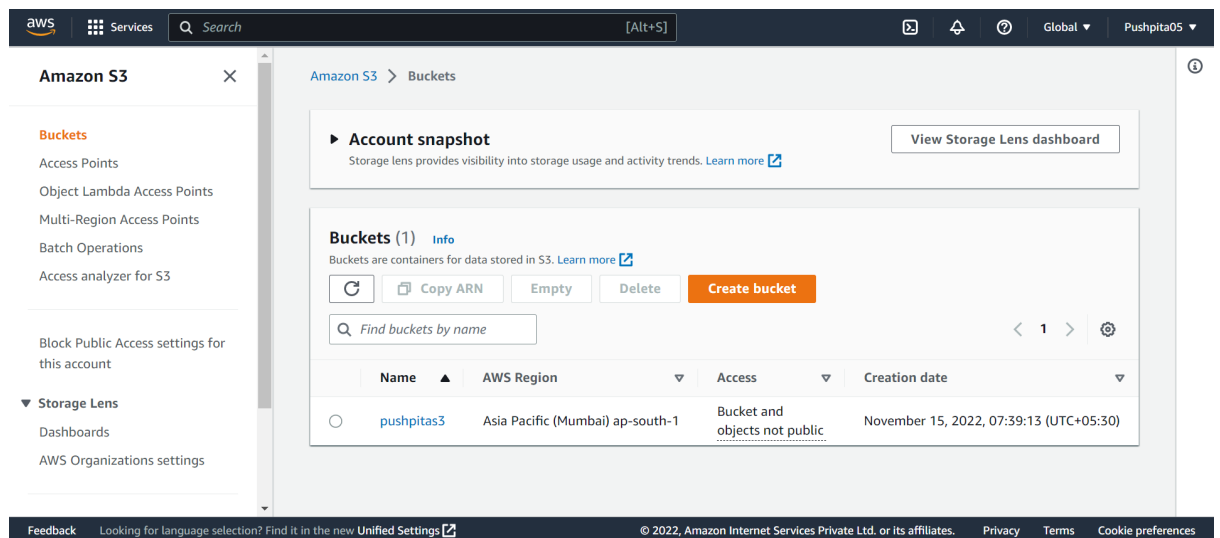 aws Services Search [Alt+S] Global Pushpita05
Amazon S3
Buckets
Access Points
Object Lambda Access Points
Multi-Region Access Points
Batch Operations
Access analyzer for S3
Block Public Access settings for
this account
Storage Lens
Dashboards
AWS Organizations settings
Amazon S3 Buckets
Account snapshot
View Storage Lens dashboard
Storage lens provides visibility into storage usage and activity trends. Learn more
Buckets (1) Info
Buckets are containers for data stored in S3. Learn more
Copy ARN Empty Delete Create bucket
Find buckets by name 1
Name AWS Region Access Creation date
pushpitas3 Asia Pacific (Mumbai) ap-south-1 Bucket and
objects not public November 15, 2022, 07:39:13 (UTC+05:30)
Feedback Looking for language selection? Find it in the new Unified Settings © 2022, Amazon Internet Services Private Ltd. or its affiliates. Privacy Terms Cookie preferences